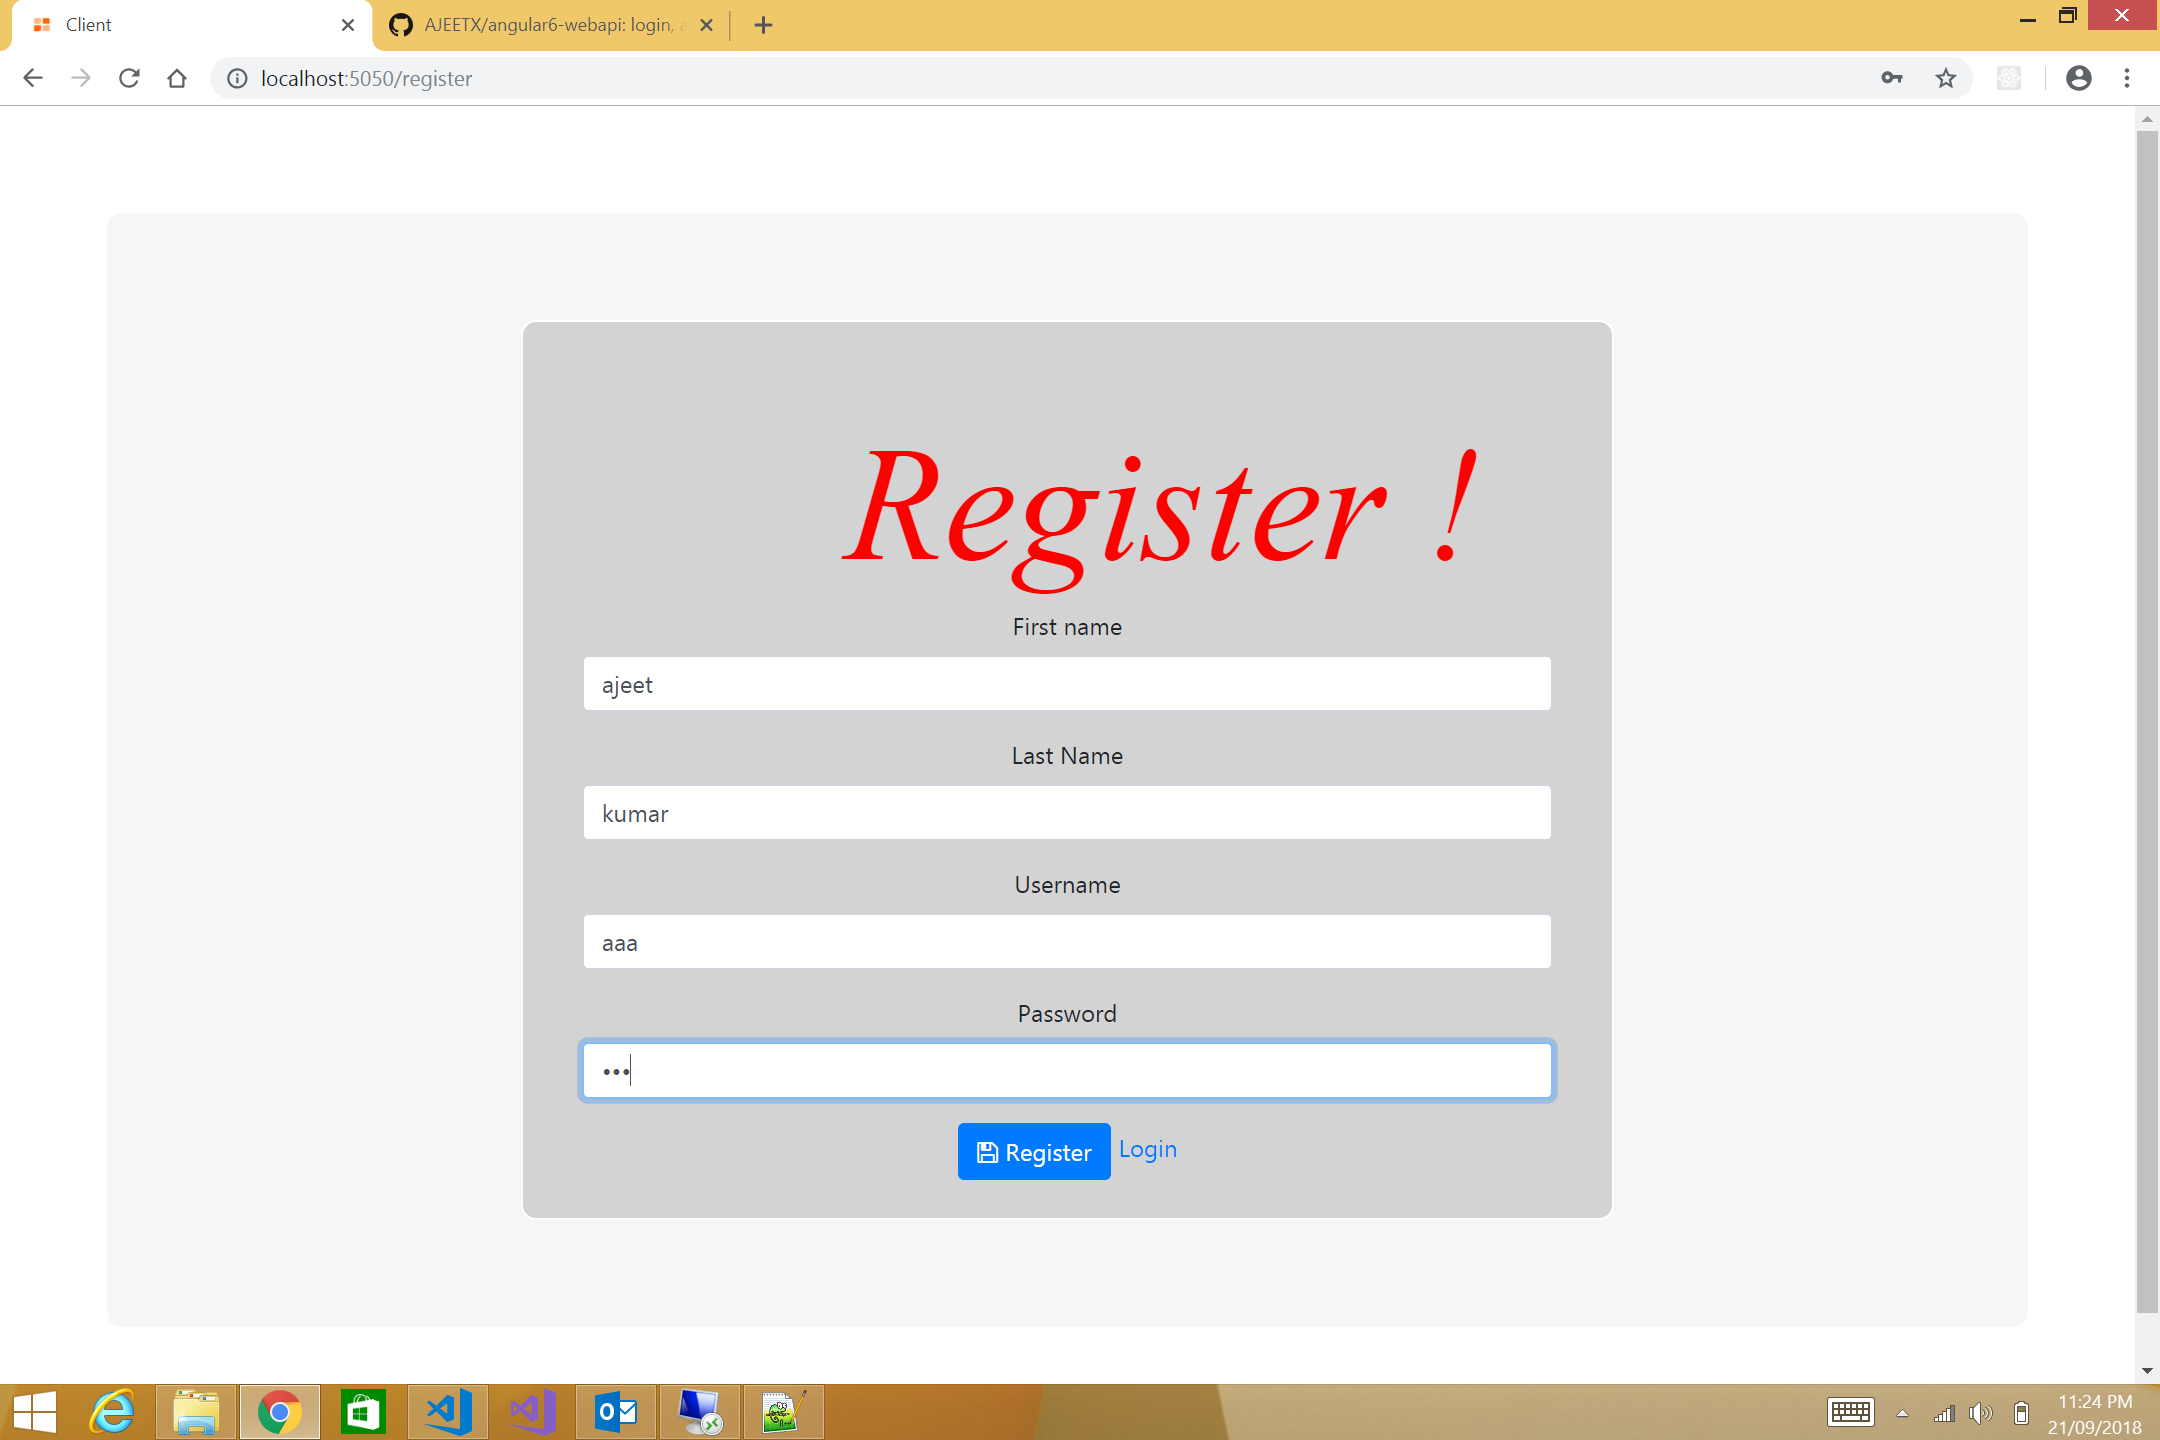 Client
AJEETX/angular6-webapi: login, a
localhost:5050/register
Register !
First name
ajeet
Last Name
kumar
Username
aaa
Password
•••
Register Login
11:24 PM
21/09/2018